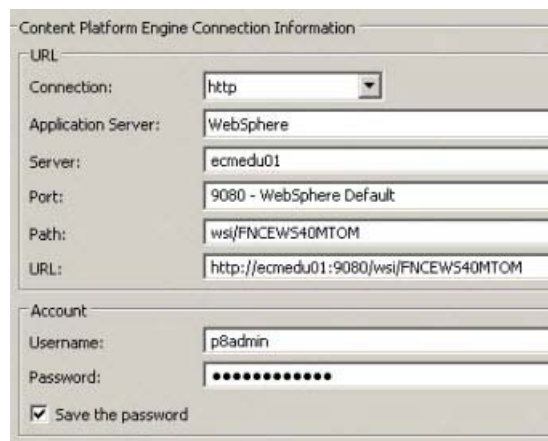 Content Platform Engine Connection Information
URL
Connection: http
Application Server: WebSphere
Server: ecmedu01
Port: 9080 - WebSphere Default
Path: wsi/FNCEWS40MTOM
URL: http://ecmedu01:9080/wsi/FNCEWS40MTOM
Account
Username: p8admin
Password: ●●●●●●●●●●●●
Save the password